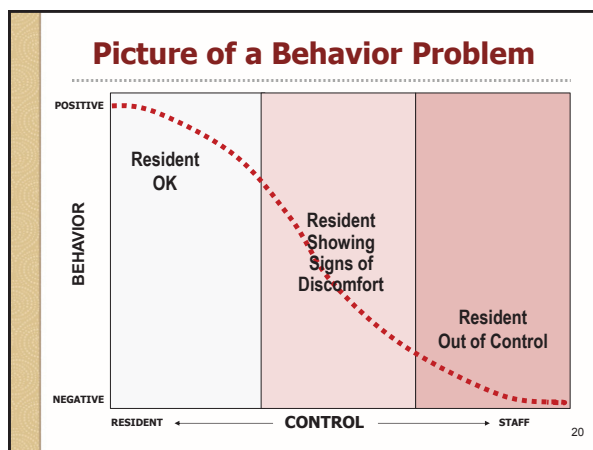 Picture of a Behavior Problem
POSITIVE
Resident
OK
Resident
Showing
Signs of
Discomfort
Resident
Out of Control
BEHAVIOR
NEGATIVE
RESIDENT CONTROL STAFF
20